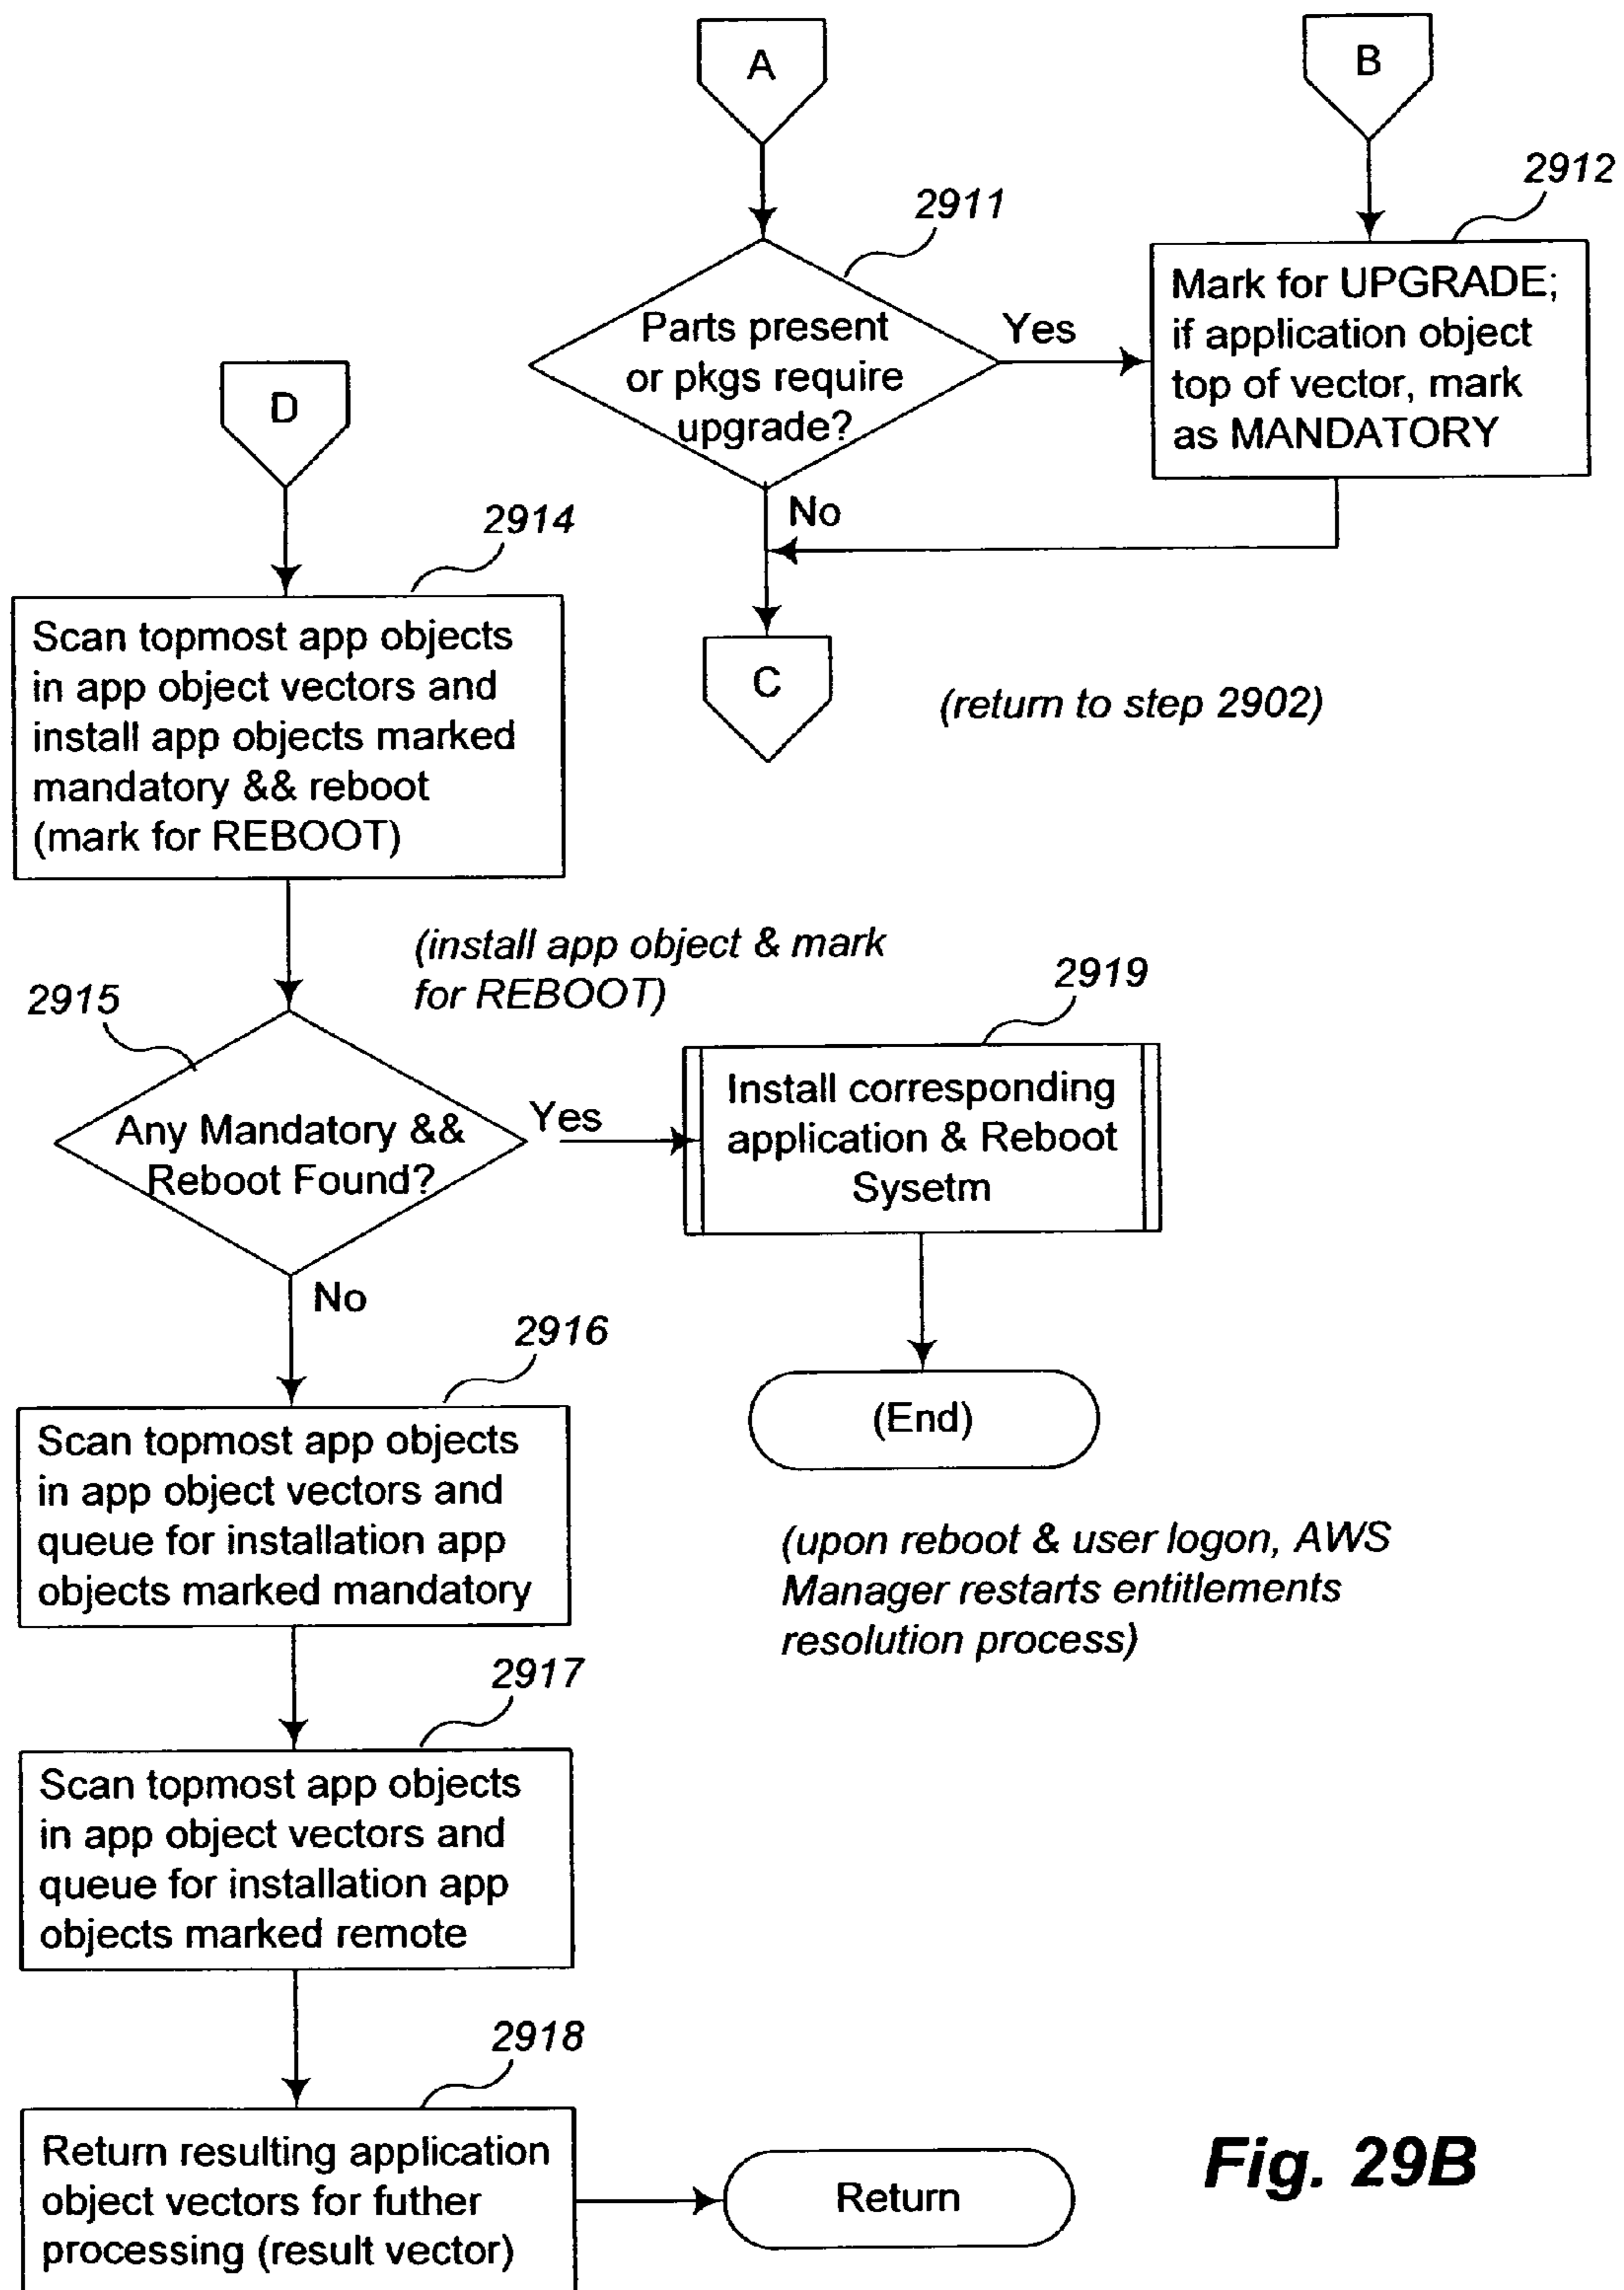 A
B
2911
2912
Parts present
or pkgs require
upgrade?
Yes
Mark for UPGRADE;
if application object
top of vector, mark
as MANDATORY
No
C
(return to step 2902)
D
2914
Scan topmost app objects
in app object vectors and
install app objects marked
mandatory && reboot
(mark for REBOOT)
(install app object & mark
for REBOOT)
2915
Any Mandatory &&
Reboot Found?
Yes
2919
Install corresponding
application & Reboot
Sysetm
(End)
(upon reboot & user logon, AWS
Manager restarts entitlements
resolution process)
No
2916
Scan topmost app objects
in app object vectors and
queue for installation app
objects marked mandatory
2917
Scan topmost app objects
in app object vectors and
queue for installation app
objects marked remote
2918
Return resulting application
object vectors for futher
processing (result vector)
Return
Fig. 29B